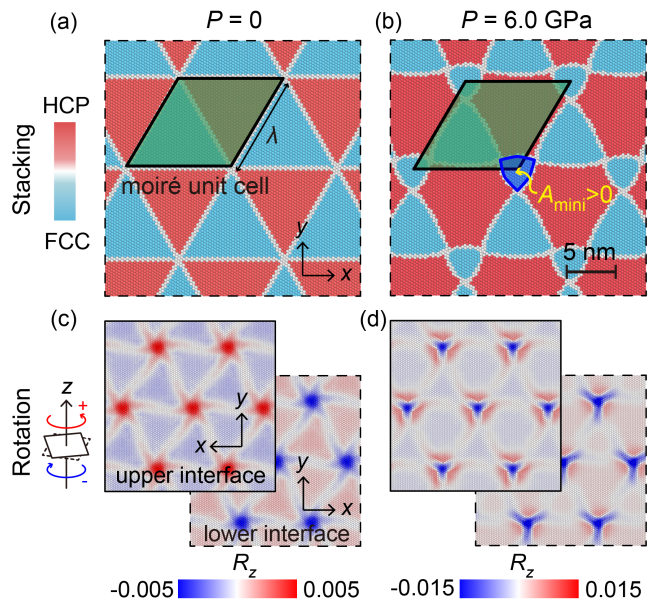 (a)
P = 0
(b)
P = 6.0 GPa
HCP
Stacking
FCC
λ
moiré unit cell
y
x
A_mini>0
5 nm
(c)
(d)
Rotation
z
+
-
y
x
upper interface
y
x
lower interface
R_z
-0.005
0.005
R_z
-0.015
0.015